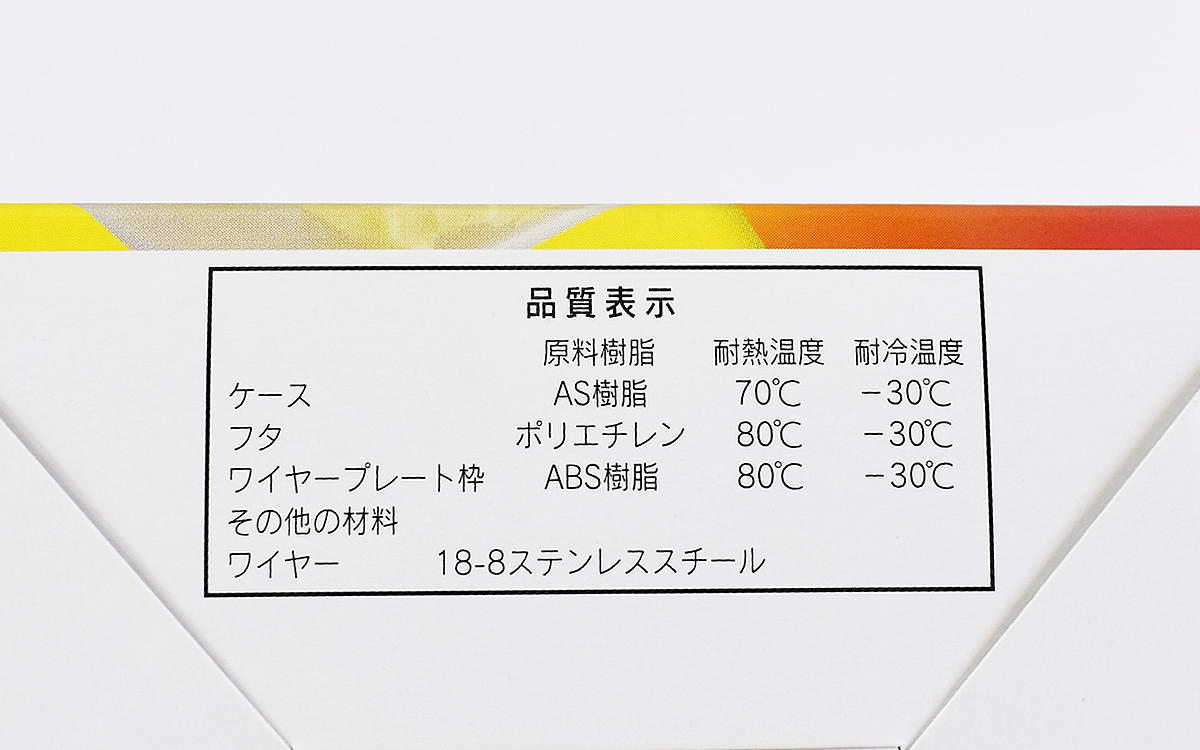 品質表示
原料樹脂 耐熱温度 耐冷温度
ケース AS樹脂 70℃ −30℃
フタ ポリエチレン 80℃ −30℃
ワイヤープレート枠 ABS樹脂 80℃ −30℃
その他の材料
ワイヤー 18-8ステンレススチール